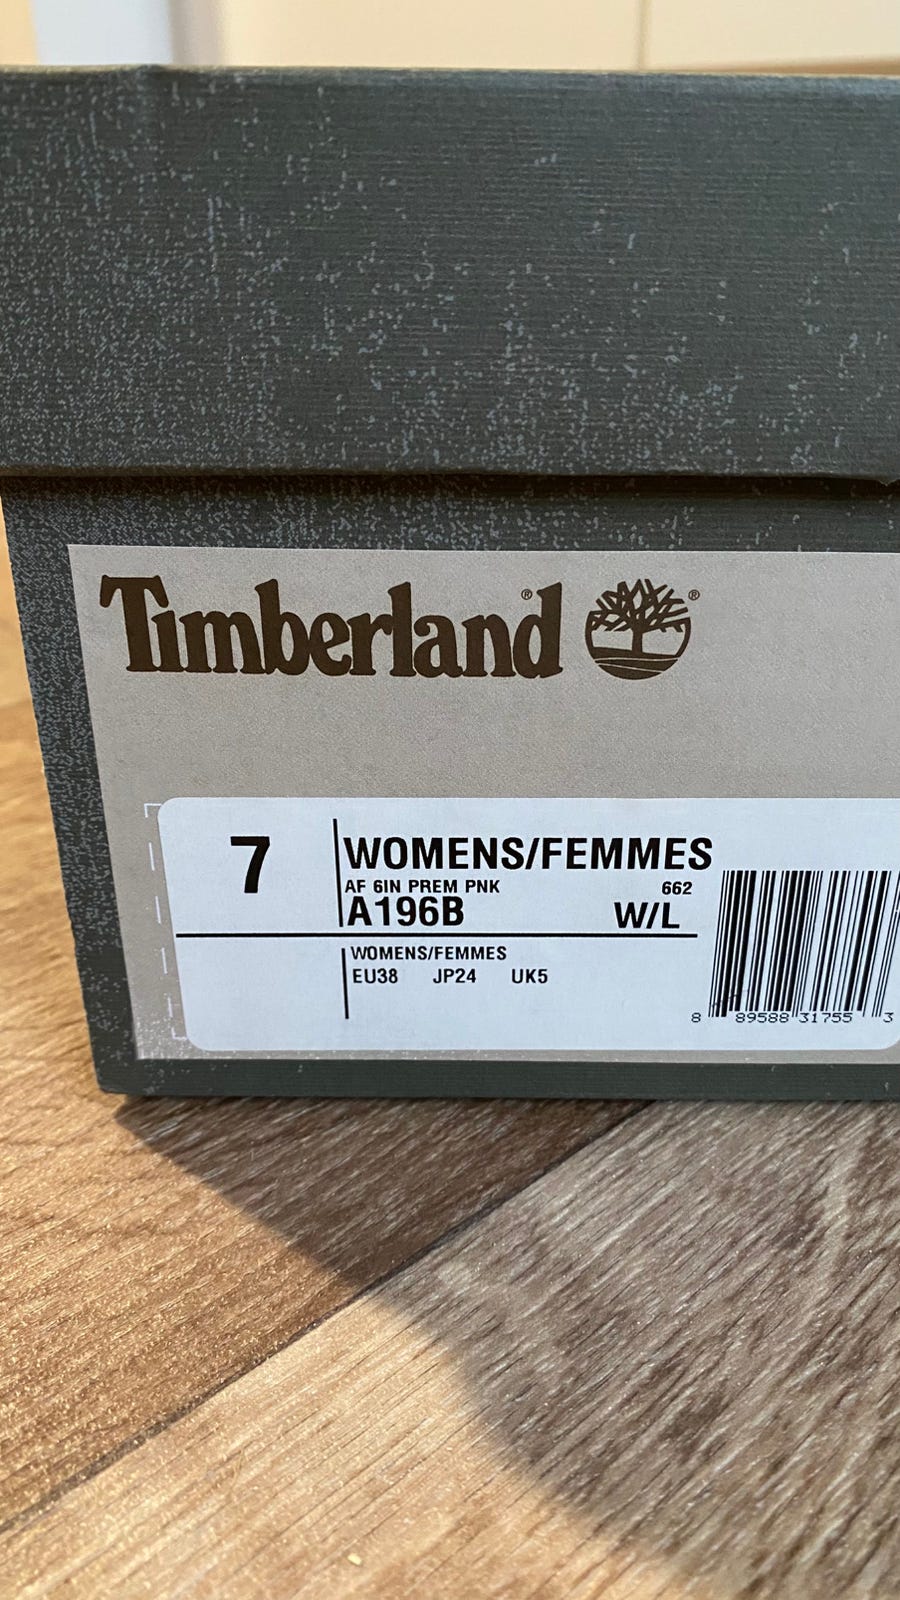 Timberland® ®
7
WOMENS/FEMMES
AF 6IN PREM PNK 662
A196B W/L
WOMENS/FEMMES
EU38 JP24 UK5
8 89588 31755 3